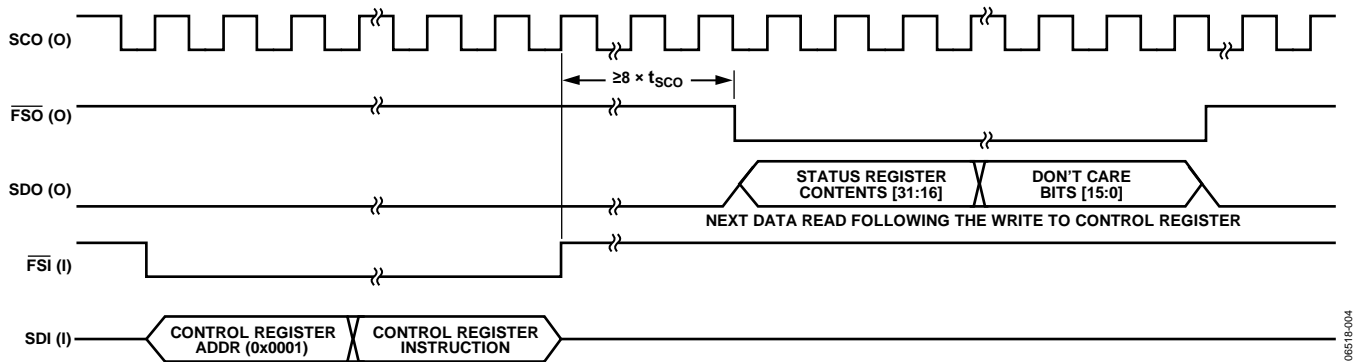 SCO (O)
≥8 × tSCO
FSO (O)
SDO (O)
STATUS REGISTER
CONTENTS [31:16]
DON'T CARE
BITS [15:0]
NEXT DATA READ FOLLOWING THE WRITE TO CONTROL REGISTER
FSI (I)
SDI (I)
CONTROL REGISTER
ADDR (0x0001)
CONTROL REGISTER
INSTRUCTION
06518-004